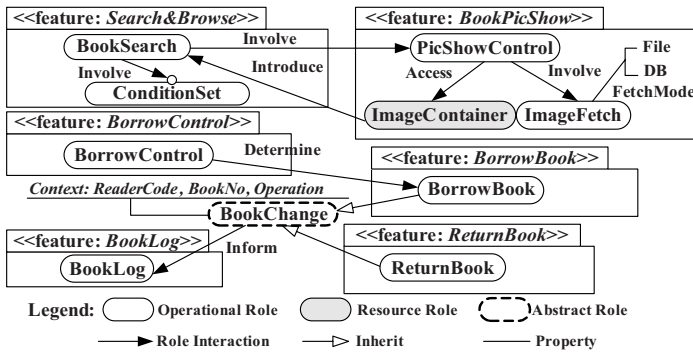 <<feature: Search&Browse>>
<<feature: BookPicShow>>
BookSearch
Involve
PicShowControl
File
Involve
Introduce
Access
Involve
DB
ConditionSet
FetchMode
ImageContainer
ImageFetch
<<feature: BorrowControl>>
BorrowControl
Determine
<<feature: BorrowBook>>
Context: ReaderCode, BookNo, Operation
BorrowBook
BookChange
<<feature: BookLog>>
Inform
<<feature: ReturnBook>>
BookLog
ReturnBook
Legend: Operational Role Resource Role Abstract Role
Role Interaction Inherit Property